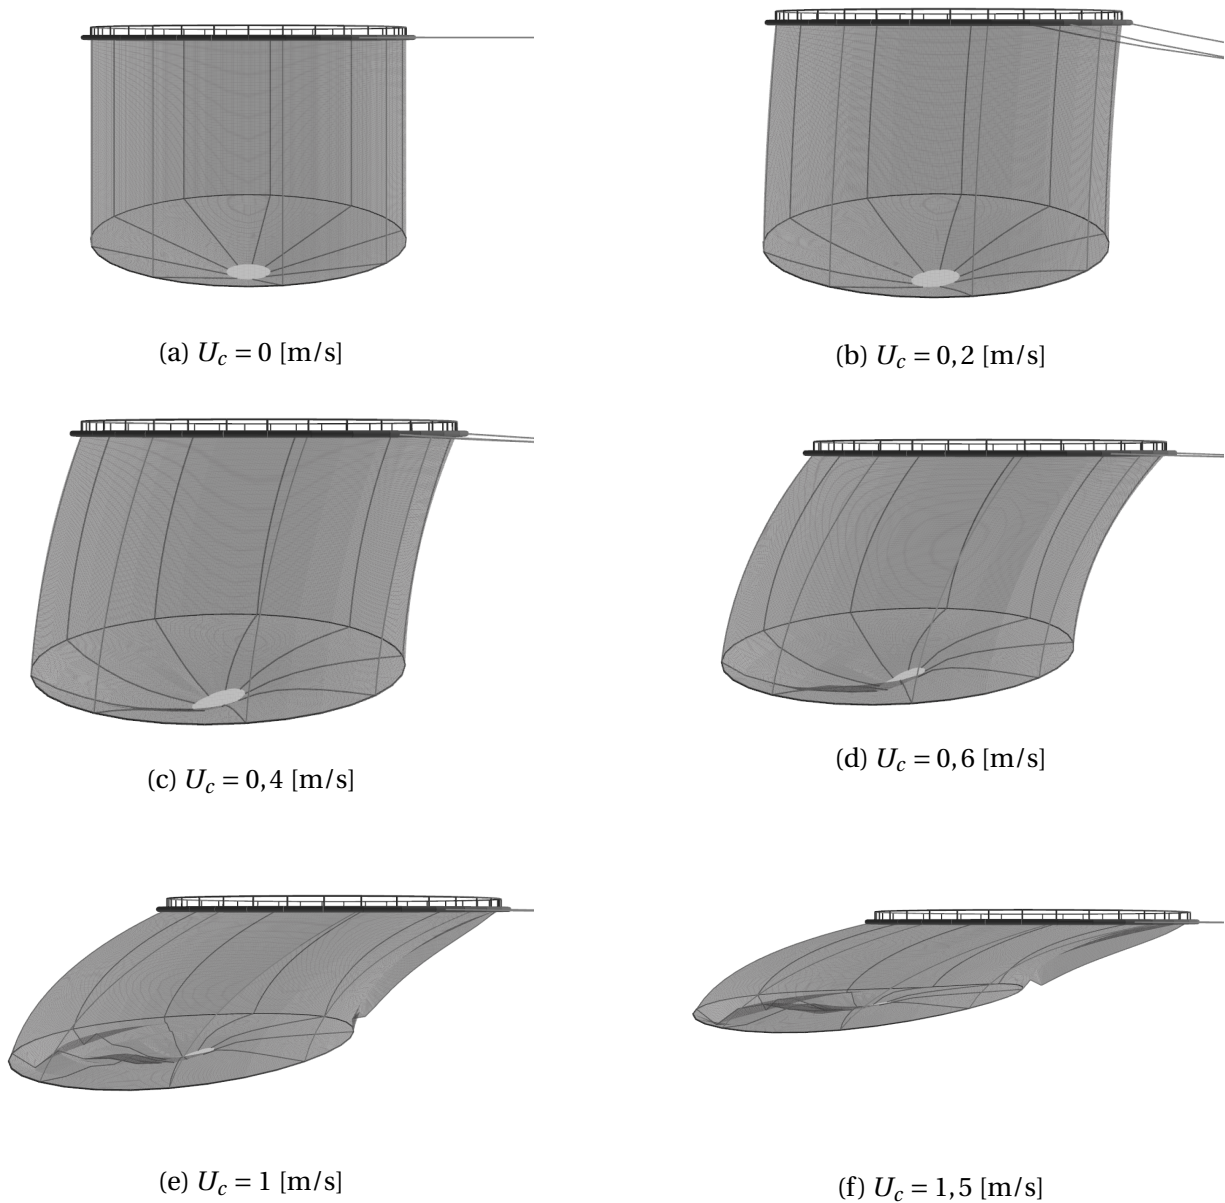 (a) U_c = 0 [m/s]
(b) U_c = 0,2 [m/s]
(c) U_c = 0,4 [m/s]
(d) U_c = 0,6 [m/s]
(e) U_c = 1 [m/s]
(f) U_c = 1,5 [m/s]